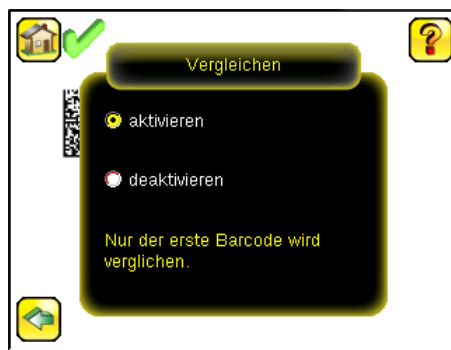 Vergleichen
aktivieren
deaktivieren
Nur der erste Barcode wird
verglichen.